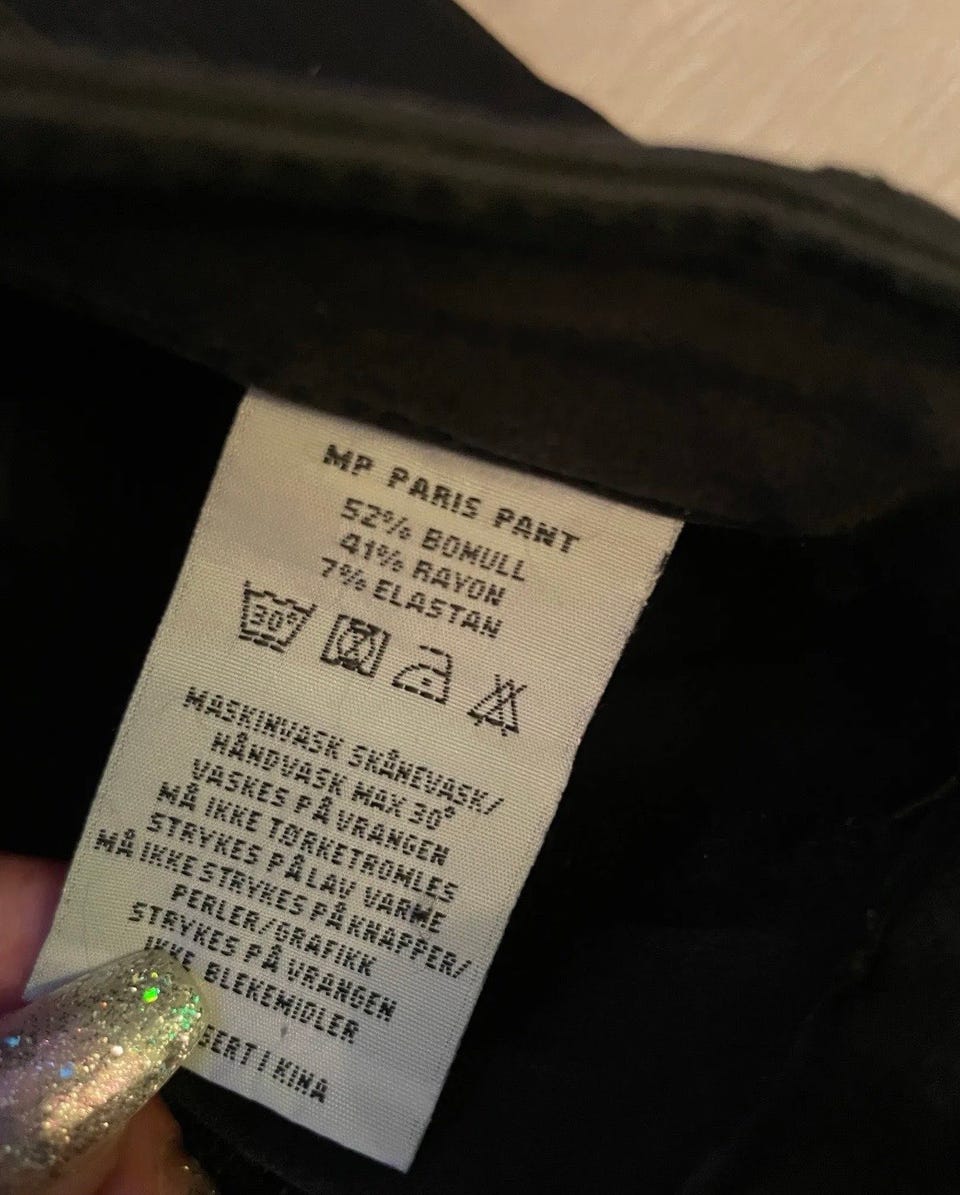 MP PARIS PANT
52% BOMULL
41% RAYON
7% ELASTAN
30°
MASKINVASK SKÅNEVASK/
HÅNDVASK MAX 30°
VASKES PÅ VRANGEN
MÅ IKKE TØRKETROMLES
STRYKES PÅ LAV VARME
MÅ IKKE STRYKES PÅ KNAPPER/
PERLER/GRAFIKK
STRYKES PÅ VRANGEN
IKKE BLEKEMIDLER
SERT I KINA